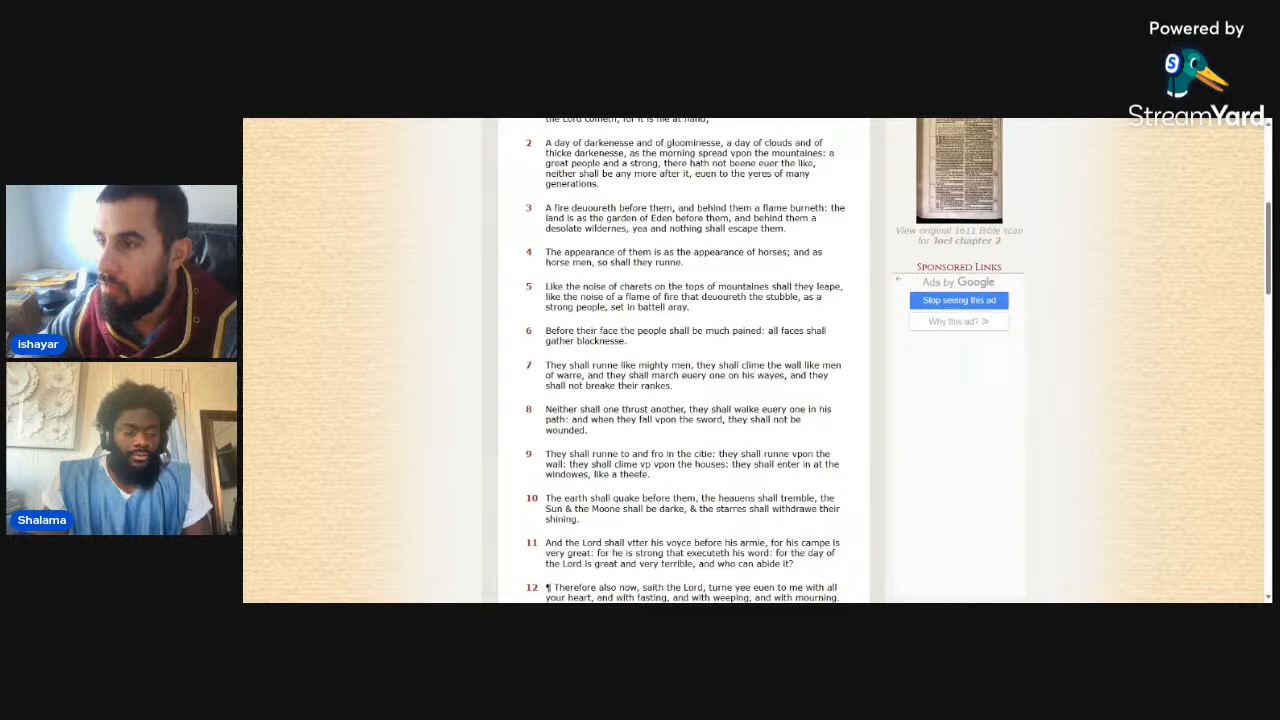 Powered by
StreamYard
the Lord commeth, for it is nie at hand;
2 A day of darkenesse and of gloominesse, a day of clouds and of
thicke darkenesse, as the morning spread vpon the mountaines: a
great people and a strong, there hath not beene euer the like,
neither shall be any more after it, euen to the yeres of many
generations.
3 A fire deuoureth before them, and behind them a flame burneth: the
land is as the garden of Eden before them, and behind them a
desolate wildernes, yea and nothing shall escape them.
4 The appearance of them is as the appearance of horses; and as
horse men, so shall they runne.
5 Like the noise of charets on the tops of mountaines shall they leape,
like the noise of a flame of fire that deuoureth the stubble, as a
strong people, set in battell aray.
6 Before their face the people shall be much pained: all faces shall
gather blacknesse.
7 They shall runne like mighty men, they shall clime the wall like men
of warre, and they shall march euery one on his wayes, and they
shall not breake their rankes.
8 Neither shall one thrust another, they shall walke euery one in his
path: and when they fall vpon the sword, they shall not be
wounded.
9 They shall runne to and fro in the citie: they shall runne vpon the
wall: they shall clime vp vpon the houses: they shall enter in at the
windowes, like a theefe.
10 The earth shall quake before them, the heauens shall tremble, the
Sun & the Moone shall be darke, & the starres shall withdrawe their
shining.
11 And the Lord shall vtter his voyce before his armie, for his campe is
very great: for he is strong that executeth his word: for the day of
the Lord is great and very terrible, and who can abide it?
12 ¶ Therefore also now, saith the Lord, turne yee euen to me with all
your heart, and with fasting, and with weeping, and with mourning.
View original 1611 Bible scan
for Joel chapter 2
Sponsored Links
Ads by Google
Stop seeing this ad
Why this ad?
ishayar
Shalama